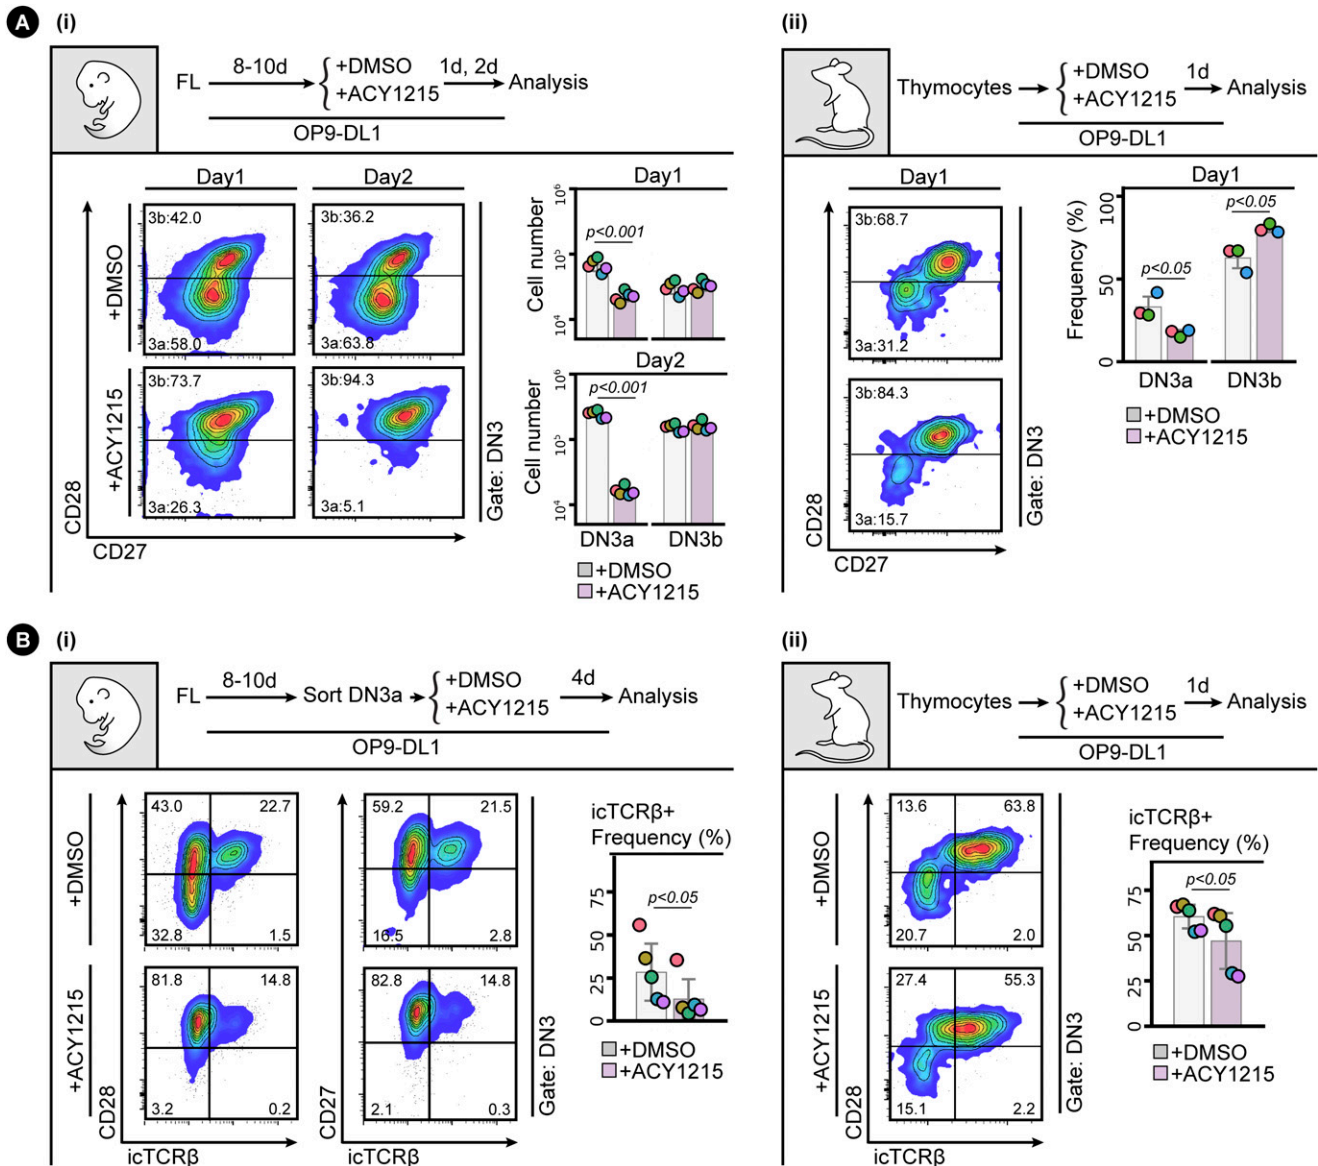 A (i)
FL 8-10d +DMSO +ACY1215 1d, 2d Analysis
OP9-DL1
Day1 Day2
+DMSO
3b:42.0
3a:58.0
3b:36.2
3a:63.8
+ACY1215
3b:73.7
3a:26.3
3b:94.3
3a:5.1
CD28
CD27
Gate: DN3
Day1
Cell number
10⁶
10⁵
10⁴
p<0.001
Day2
Cell number
10⁶
10⁵
10⁴
p<0.001
DN3a DN3b
+DMSO
+ACY1215
(ii)
Thymocytes +DMSO +ACY1215 1d Analysis
OP9-DL1
Day1
3b:68.7
3a:31.2
3b:84.3
3a:15.7
CD28
CD27
Gate: DN3
Day1
Frequency (%)
100
50
0
p<0.05
p<0.05
DN3a DN3b
+DMSO
+ACY1215
B (i)
FL 8-10d Sort DN3a +DMSO +ACY1215 4d Analysis
OP9-DL1
+DMSO
43.0 22.7
32.8 1.5
59.2 21.5
16.5 2.8
+ACY1215
81.8 14.8
3.2 0.2
82.8 14.8
2.1 0.3
CD28
icTCRβ
CD27
icTCRβ
Gate: DN3
icTCRβ+
Frequency (%)
75
50
25
0
p<0.05
+DMSO
+ACY1215
(ii)
Thymocytes +DMSO +ACY1215 1d Analysis
OP9-DL1
+DMSO
13.6 63.8
20.7 2.0
+ACY1215
27.4 55.3
15.1 2.2
CD28
icTCRβ
Gate: DN3
icTCRβ+
Frequency (%)
75
50
25
0
p<0.05
+DMSO
+ACY1215